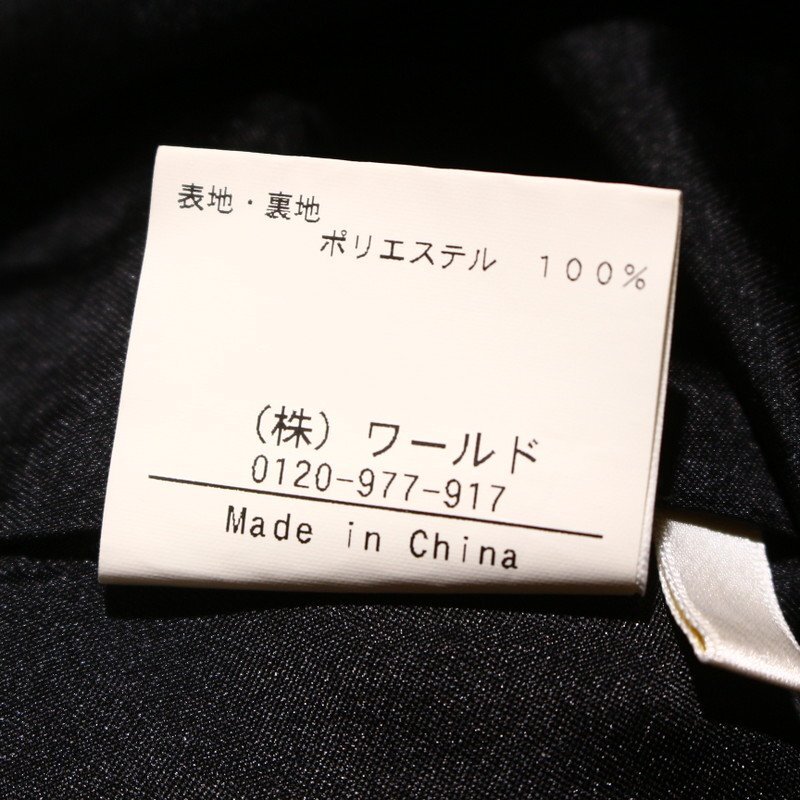 表地・裏地
ポリエステル　１００％
（株）ワールド
0120-977-917
Made in China